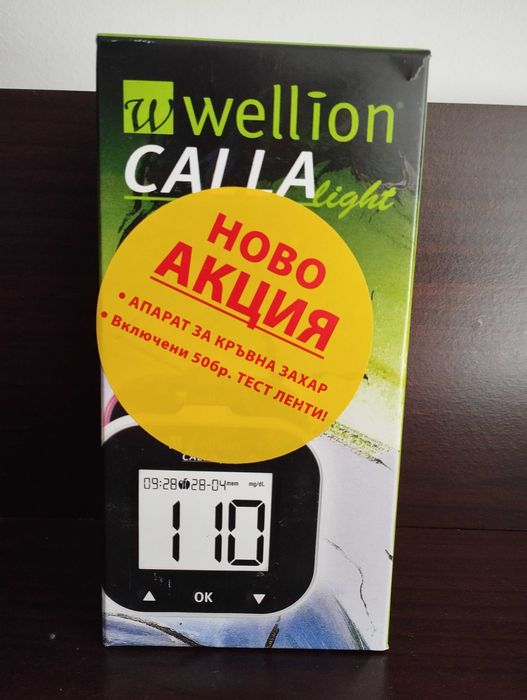 w wellion®
CALLA light
НОВО
АКЦИЯ
• АПАРАТ ЗА КРЪВНА ЗАХАР
• Включени 50бр. ТЕСТ ЛЕНТИ!
09:28 28-04 mem mg/dL
110
▲ OK ▼